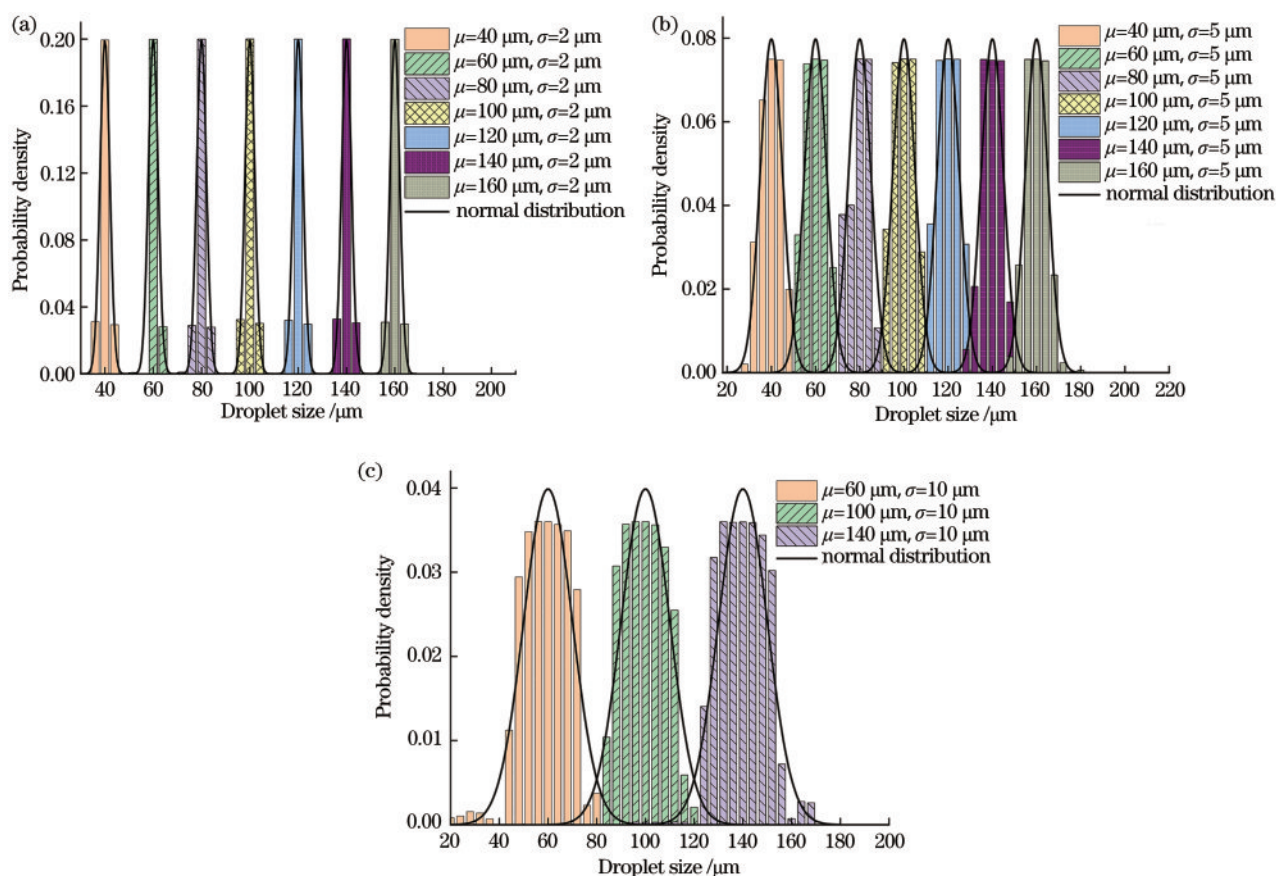 (a)
0.20
0.16
0.12
0.08
0.04
0.00
Probability density
40 60 80 100 120 140 160 180 200
Droplet size /μm
μ=40 μm, σ=2 μm
μ=60 μm, σ=2 μm
μ=80 μm, σ=2 μm
μ=100 μm, σ=2 μm
μ=120 μm, σ=2 μm
μ=140 μm, σ=2 μm
μ=160 μm, σ=2 μm
normal distribution
(b)
0.08
0.06
0.04
0.02
0.00
Probability density
20 40 60 80 100 120 140 160 180 200 220
Droplet size /μm
μ=40 μm, σ=5 μm
μ=60 μm, σ=5 μm
μ=80 μm, σ=5 μm
μ=100 μm, σ=5 μm
μ=120 μm, σ=5 μm
μ=140 μm, σ=5 μm
μ=160 μm, σ=5 μm
normal distribution
(c)
0.04
0.03
0.02
0.01
0.00
Probability density
20 40 60 80 100 120 140 160 180 200
Droplet size /μm
μ=60 μm, σ=10 μm
μ=100 μm, σ=10 μm
μ=140 μm, σ=10 μm
normal distribution